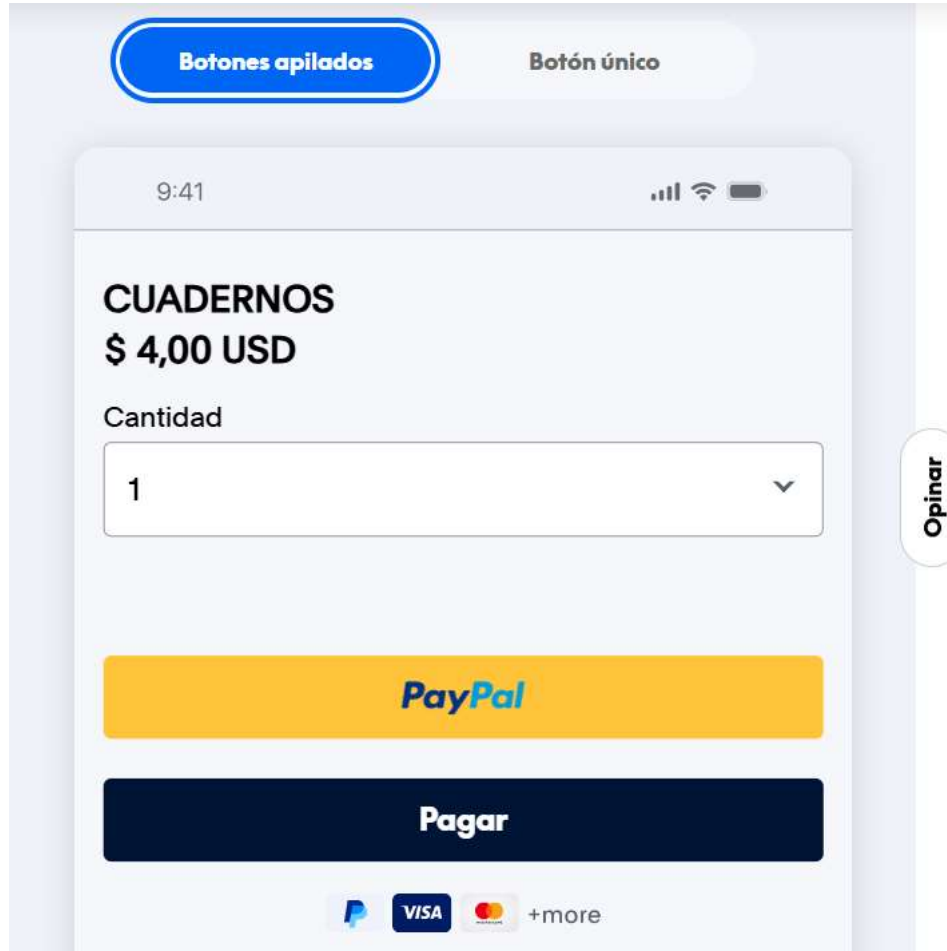 Botones apilados
Botón único
9:41
CUADERNOS
$ 4,00 USD
Cantidad
1
Opinar
PayPal
Pagar
VISA
+more